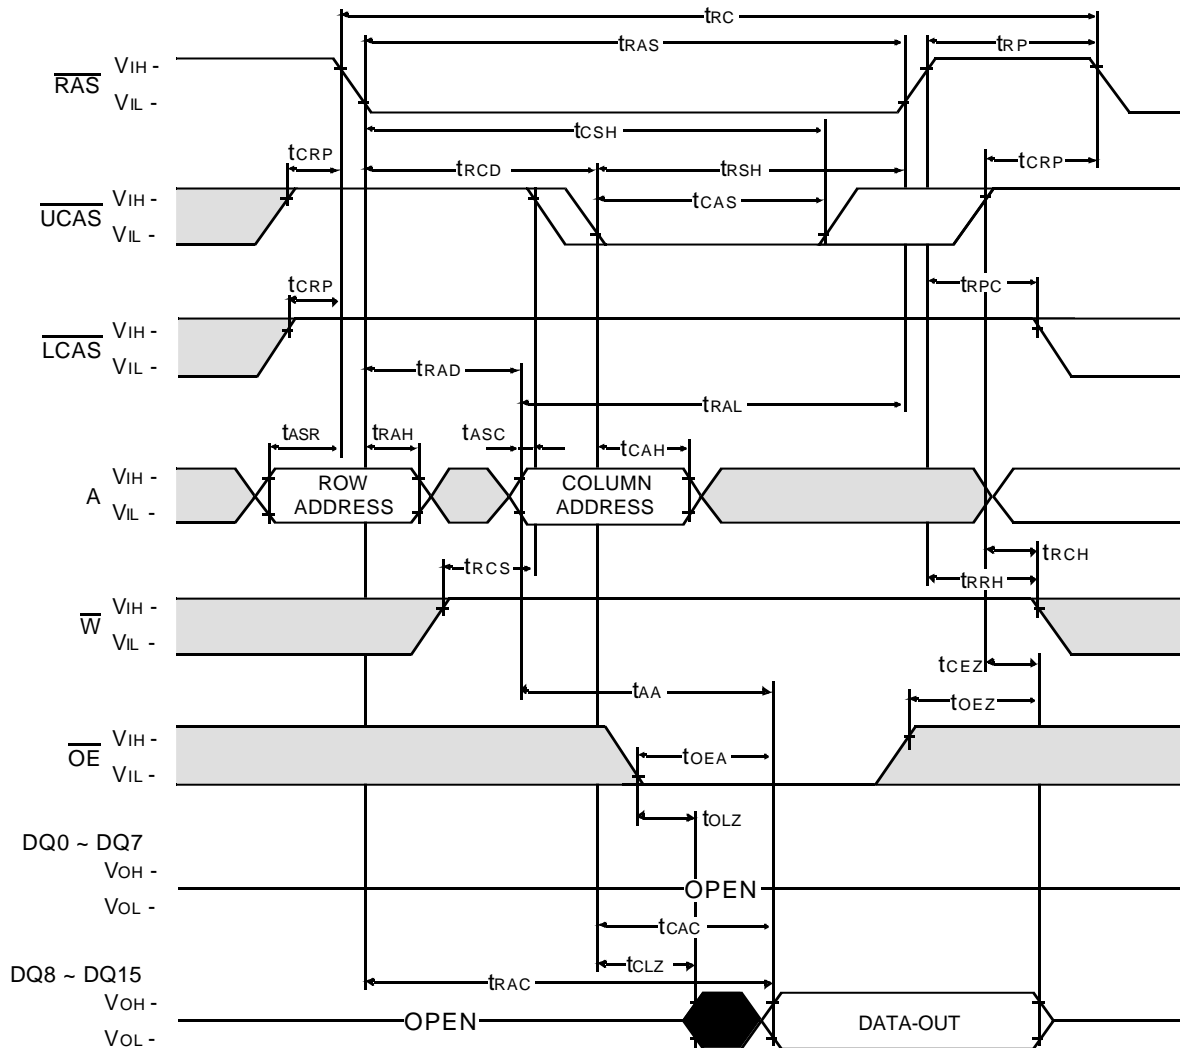 tRC
tRAS
tRP
RAS
VIH -
VIL -
tCSH
tCRP
tRCD
tRSH
tCRP
UCAS
VIH -
VIL -
tCAS
tCRP
tRPC
LCAS
VIH -
VIL -
tRAD
tRAL
tASR
tRAH
tASC
tCAH
A
VIH -
VIL -
ROW
ADDRESS
COLUMN
ADDRESS
tRCS
tRCH
tRRH
W
VIH -
VIL -
tCEZ
tAA
tOEZ
OE
VIH -
VIL -
tOEA
tOLZ
DQ0 ~ DQ7
VOH -
VOL -
OPEN
tCAC
tCLZ
tRAC
DQ8 ~ DQ15
VOH -
VOL -
OPEN
DATA-OUT